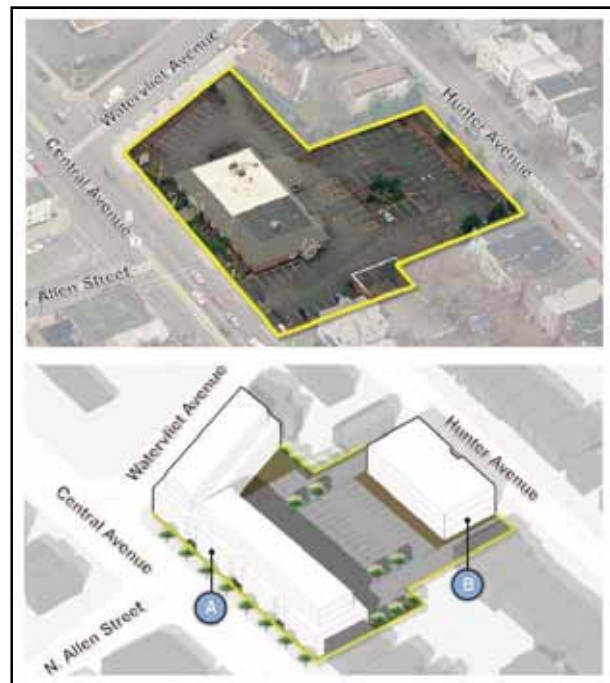 Watervliet Avenue
Hunter Avenue
Central Avenue
Allen Street
Watervliet Avenue
Hunter Avenue
Central Avenue
N. Allen Street
A
B